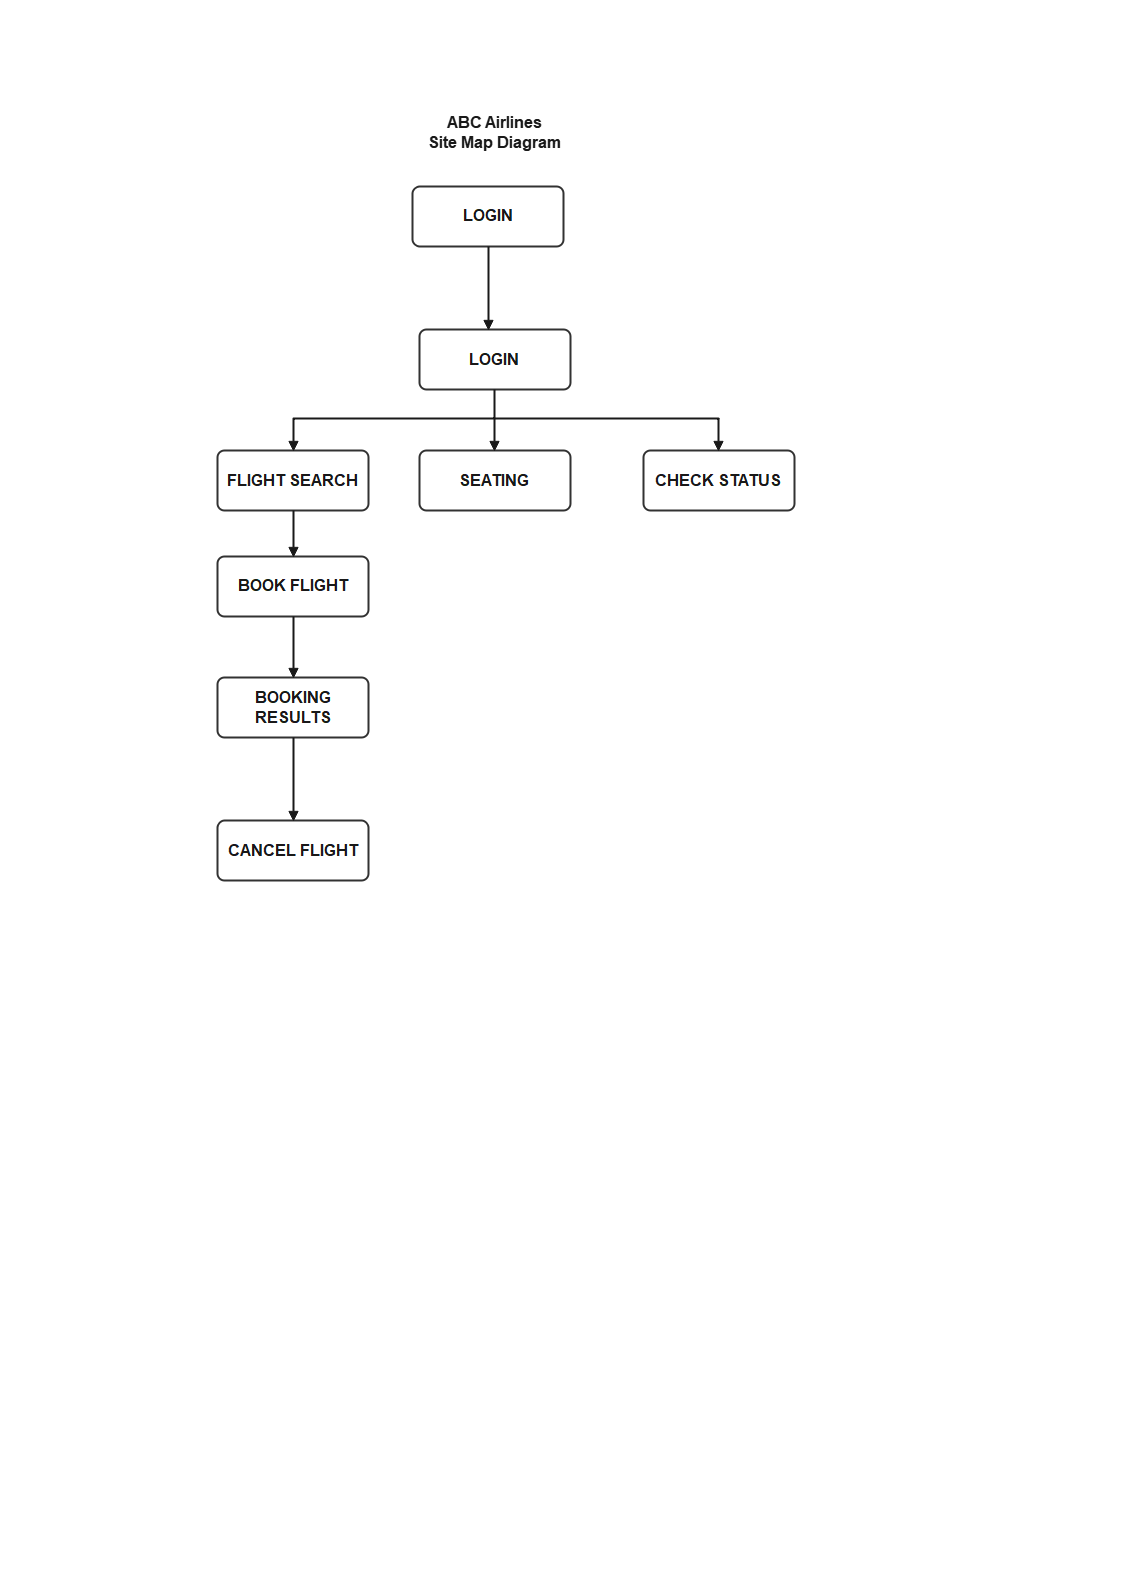 ABC Airlines
Site Map Diagram
LOGIN
LOGIN
FLIGHT SEARCH
SEATING
CHECK STATUS
BOOK FLIGHT
BOOKING
RESULTS
CANCEL FLIGHT